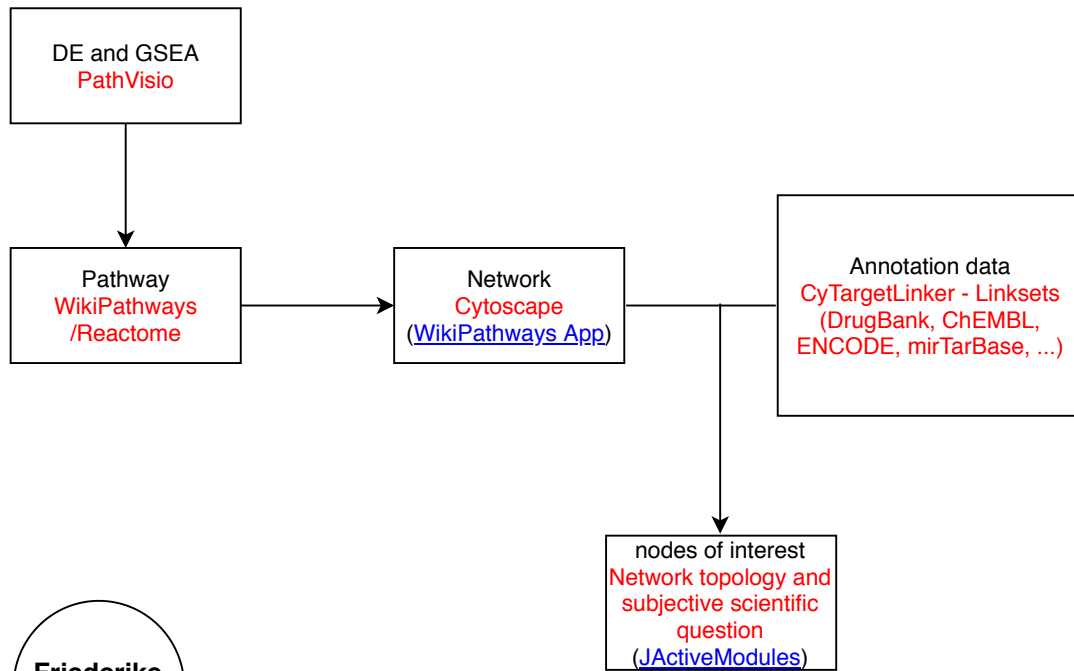 DE and GSEA
PathVisio
Pathway
WikiPathways
/Reactome
Network
Cytoscape
(WikiPathways App)
Annotation data
CyTargetLinker - Linksets
(DrugBank, ChEMBL,
ENCODE, mirTarBase, ...)
nodes of interest
Network topology and
subjective scientific
question
(JActiveModules)
Friederike